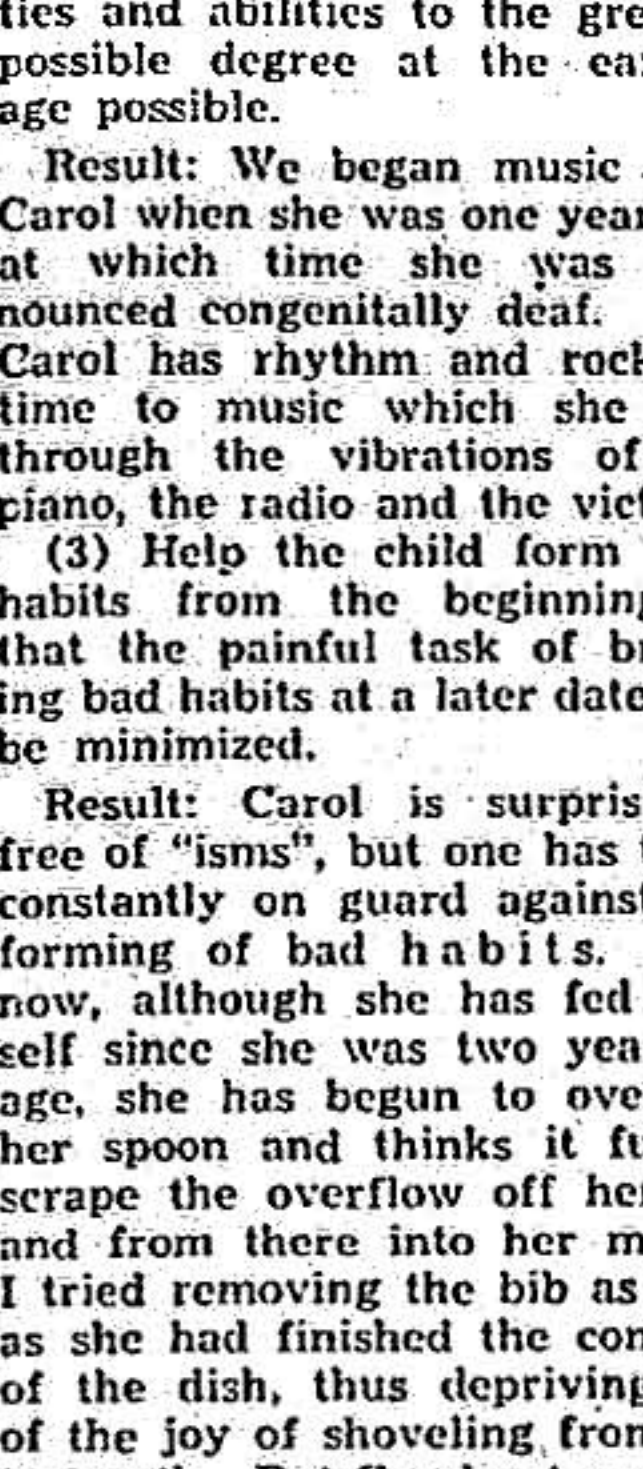 ties and abilities to the gre
possible degree at the ea
age possible.
Result: We began music
Carol when she was one year
at which time she was
nounced congenitally deaf.
Carol has rhythm and rock
time to music which she
through the vibrations of
piano, the radio and the vict
(3) Help the child form
habits from the beginning
that the painful task of br
ing bad habits at a later date
be minimized.
Result: Carol is surpris
free of "isms", but one has t
constantly on guard against
forming of bad habits.
now, although she has fed
self since she was two yea
age, she has begun to ove
her spoon and thinks it fu
scrape the overflow off her
and from there into her m
I tried removing the bib as
as she had finished the con
of the dish, thus depriving
of the joy of shoveling from